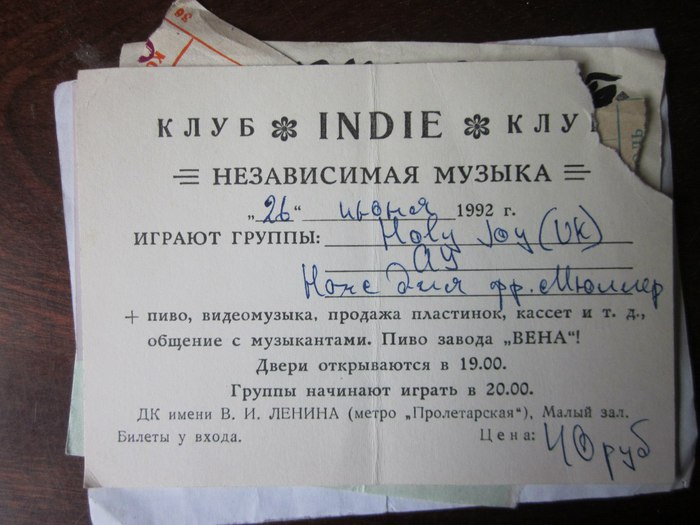 КЛУБ INDIE КЛУ
НЕЗАВИСИМАЯ МУЗЫКА
„26“ июня 1992 г.
ИГРАЮТ ГРУППЫ: Holy Joy (UK)
АУ
Ноже для фр. Мюллер
+ пиво, видеомузыка, продажа пластинок, кассет и т. д.,
общение с музыкантами. Пиво завода „ВЕНА“!
Двери открываются в 19.00.
Группы начинают играть в 20.00.
ДК имени В. И. ЛЕНИНА (метро „Пролетарская“), Малый зал.
Билеты у входа. Цена: 40 руб